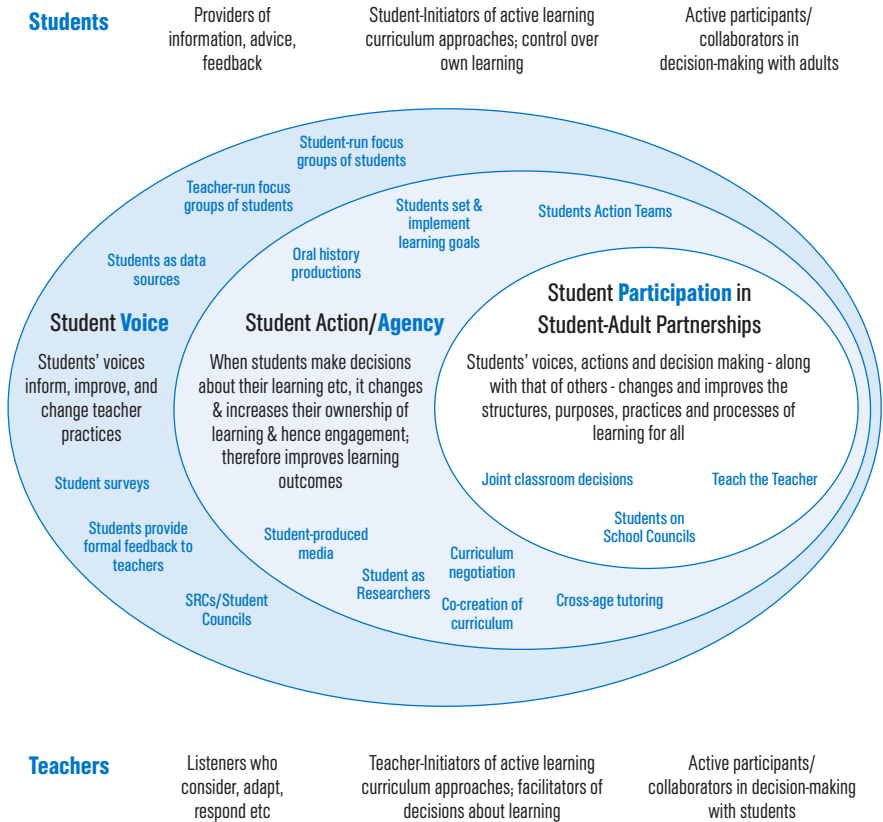 Students
Providers of
information, advice,
feedback
Student-Initiators of active learning
curriculum approaches; control over
own learning
Active participants/
collaborators in
decision-making with adults
Student-run focus
groups of students
Teacher-run focus
groups of students
Students as data
sources
Student Voice
Students’ voices
inform, improve, and
change teacher
practices
Student surveys
Students provide
formal feedback to
teachers
SRCs/Student
Councils
Students set &
implement
learning goals
Students Action Teams
Oral history
productions
Student Action/Agency
When students make decisions
about their learning etc, it changes
& increases their ownership of
learning & hence engagement;
therefore improves learning
outcomes
Student-produced
media
Student as
Researchers
Curriculum
negotiation
Co-creation of
curriculum
Cross-age tutoring
Student Participation in
Student-Adult Partnerships
Students’ voices, actions and decision making - along
with that of others - changes and improves the
structures, purposes, practices and processes of
learning for all
Joint classroom decisions
Teach the Teacher
Students on
School Councils
Teachers
Listeners who
consider, adapt,
respond etc
Teacher-Initiators of active learning
curriculum approaches; facilitators of
decisions about learning
Active participants/
collaborators in decision-making
with students